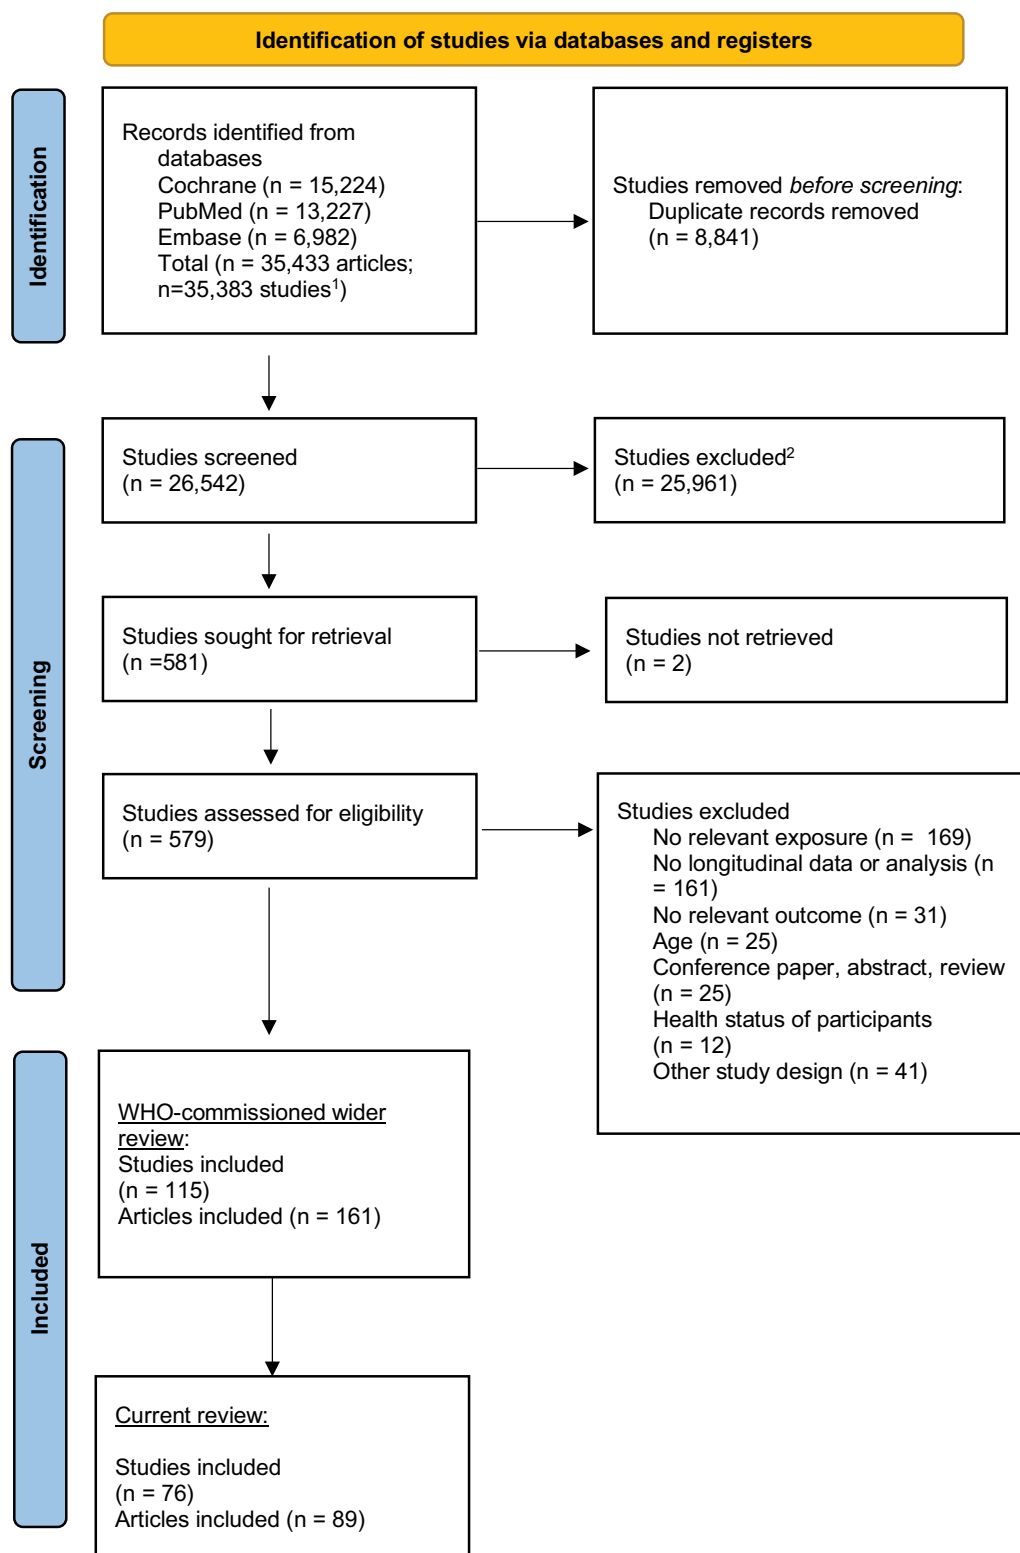 Identification of studies via databases and registers
Identification
Records identified from
databases
Cochrane (n = 15,224)
PubMed (n = 13,227)
Embase (n = 6,982)
Total (n = 35,433 articles;
n=35,383 studies¹)
Studies removed before screening:
Duplicate records removed
(n = 8,841)
Screening
Studies screened
(n = 26,542)
Studies excluded²
(n = 25,961)
Studies sought for retrieval
(n =581)
Studies not retrieved
(n = 2)
Studies assessed for eligibility
(n = 579)
Studies excluded
No relevant exposure (n =  169)
No longitudinal data or analysis (n
= 161)
No relevant outcome (n = 31)
Age (n = 25)
Conference paper, abstract, review
(n = 25)
Health status of participants
(n = 12)
Other study design (n = 41)
Included
WHO-commissioned wider
review:
Studies included
(n = 115)
Articles included (n = 161)
Current review:
Studies included
(n = 76)
Articles included (n = 89)